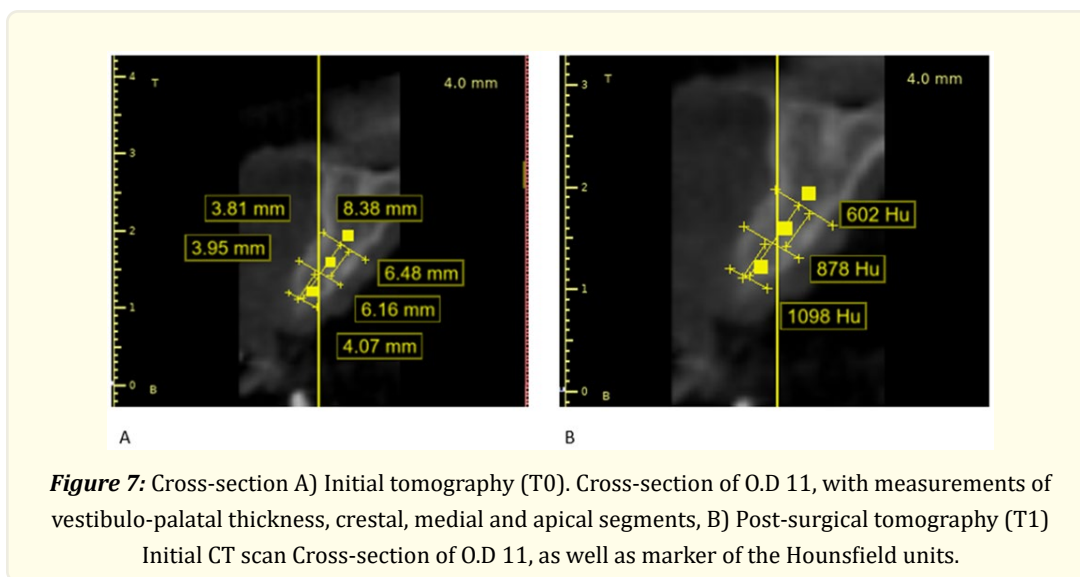 4
T
4.0 mm
3
3.81 mm
8.38 mm
2
3.95 mm
6.48 mm
6.16 mm
1
4.07 mm
0
B
A
T
4.0 mm
3
2
602 Hu
878 Hu
1
1098 Hu
0
B
B
Figure 7: Cross-section A) Initial tomography (T0). Cross-section of O.D 11, with measurements of
vestibulo-palatal thickness, crestal, medial and apical segments, B) Post-surgical tomography (T1)
Initial CT scan Cross-section of O.D 11, as well as marker of the Hounsfield units.